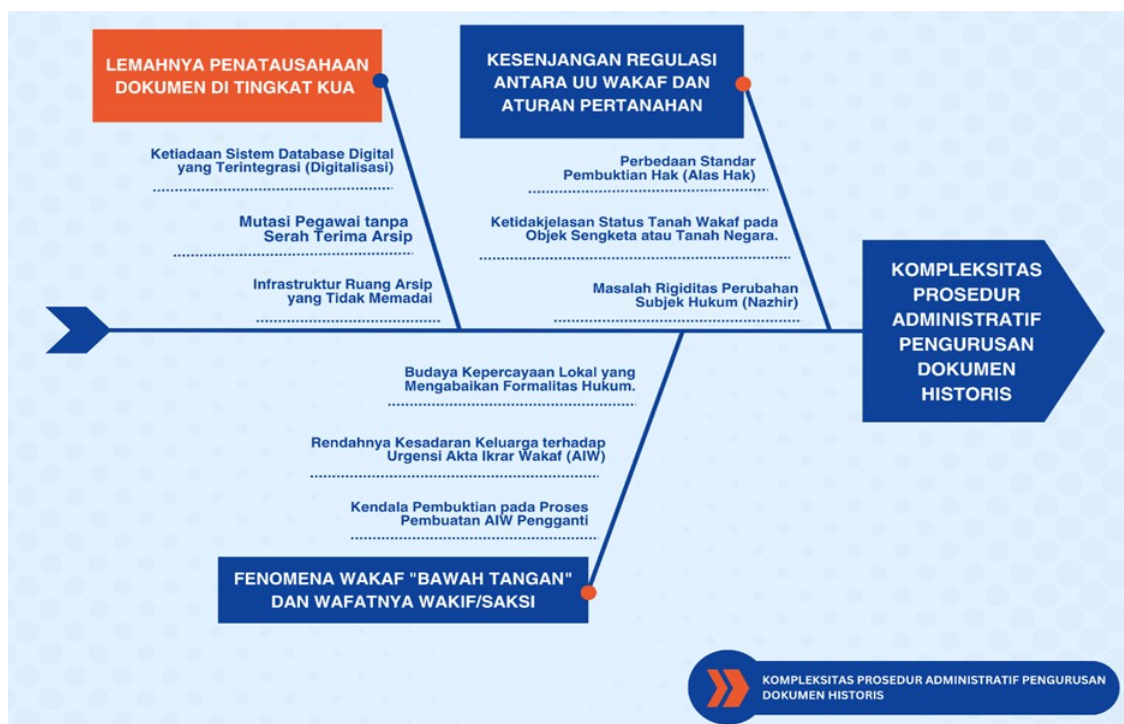 LEMAHNYA PENATAUSAHAAN
DOKUMEN DI TINGKAT KUA
Ketiadaan Sistem Database Digital
yang Terintegrasi (Digitalisasi)
Mutasi Pegawai tanpa
Serah Terima Arsip
Infrastruktur Ruang Arsip
yang Tidak Memadai
KESENJANGAN REGULASI
ANTARA UU WAKAF DAN
ATURAN PERTANAHAN
Perbedaan Standar
Pembuktian Hak (Alas Hak)
Ketidakjelasan Status Tanah Wakaf pada
Objek Sengketa atau Tanah Negara.
Masalah Rigiditas Perubahan
Subjek Hukum (Nazhir)
KOMPLEKSITAS
PROSEDUR
ADMINISTRATIF
PENGURUSAN
DOKUMEN
HISTORIS
Budaya Kepercayaan Lokal yang
Mengabaikan Formalitas Hukum.
Rendahnya Kesadaran Keluarga terhadap
Urgensi Akta Ikrar Wakaf (AIW)
Kendala Pembuktian pada Proses
Pembuatan AIW Pengganti
FENOMENA WAKAF "BAWAH TANGAN"
DAN WAFATNYA WAKIF/SAKSI
KOMPLEKSITAS PROSEDUR ADMINISTRATIF PENGURUSAN
DOKUMEN HISTORIS